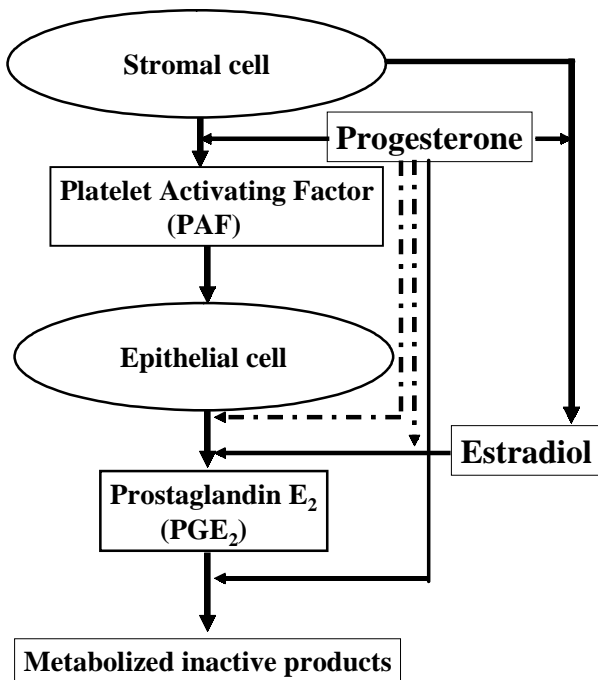 Stromal cell
Progesterone
Platelet Activating Factor
(PAF)
Epithelial cell
Estradiol
Prostaglandin E₂
(PGE₂)
Metabolized inactive products